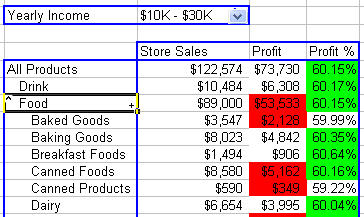 Yearly Income $10K - $30K
Store Sales Profit Profit %
All Products $122,574 $73,730 60.15%
Drink $10,484 $6,308 60.17%
^ Food + $89,000 $53,533 60.15%
Baked Goods $3,547 $2,128 59.99%
Baking Goods $8,023 $4,842 60.35%
Breakfast Foods $1,494 $906 60.64%
Canned Foods $8,580 $5,162 60.16%
Canned Products $590 $349 59.22%
Dairy $6,654 $3,995 60.04%